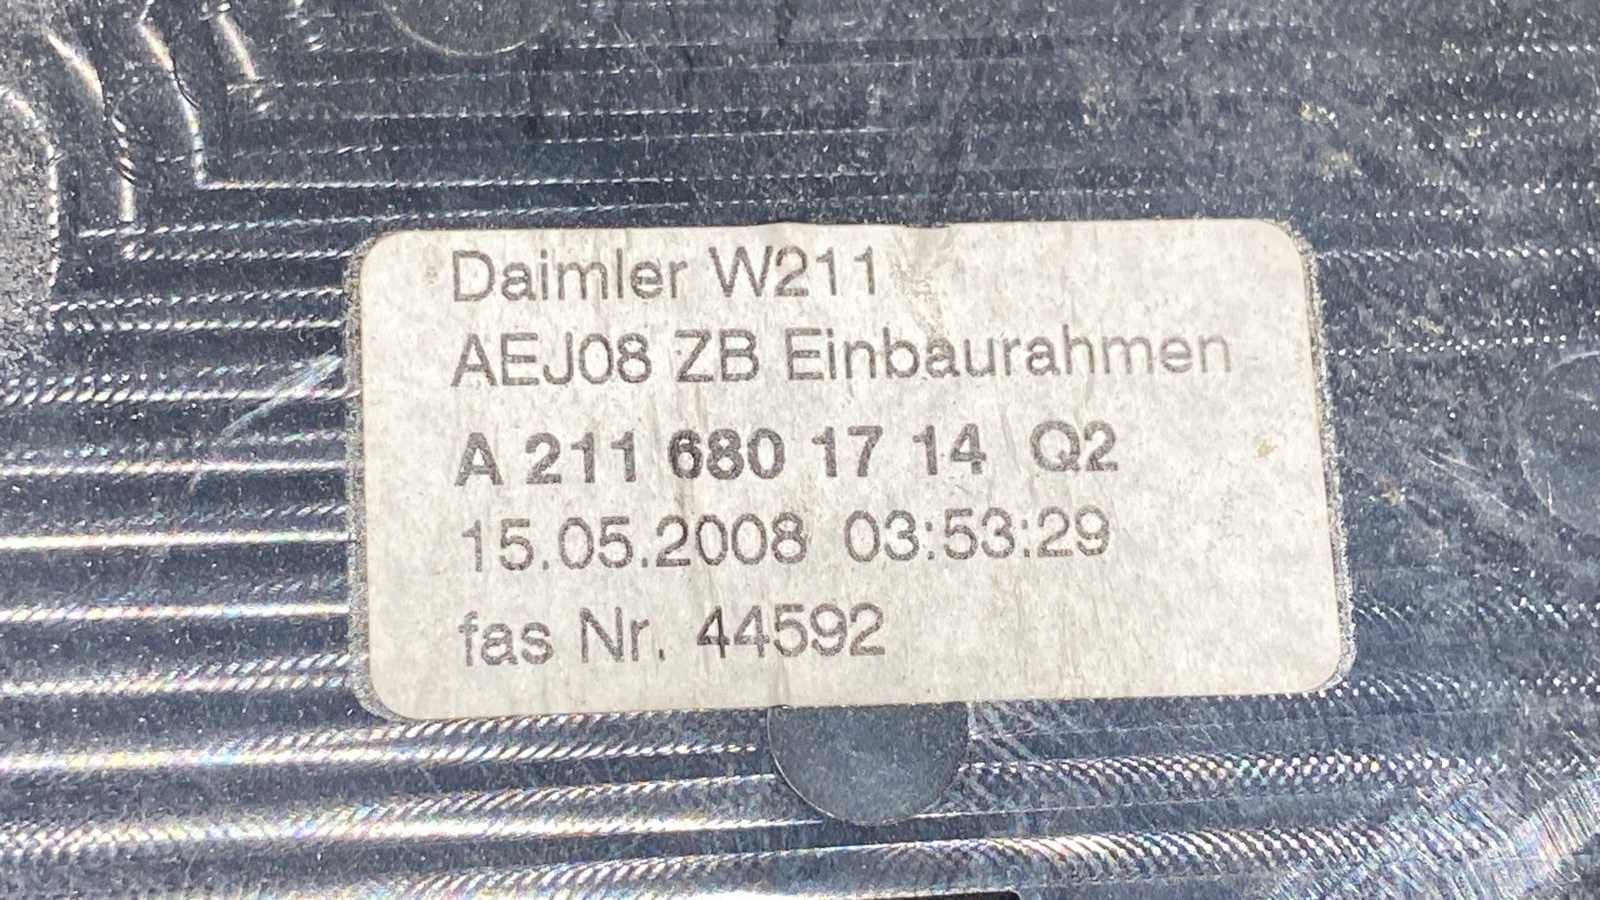 Daimler W211
AEJ08 ZB Einbaurahmen
A 211 680 17 14 Q2
15.05.2008 03:53:29
fas Nr. 44592